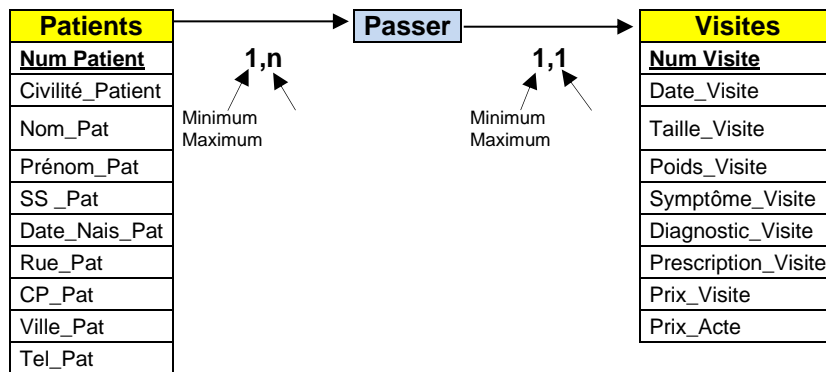 Patients
Num Patient
Civilité_Patient
Nom_Pat
Prénom_Pat
SS _Pat
Date_Nais_Pat
Rue_Pat
CP_Pat
Ville_Pat
Tel_Pat
1,n
Minimum
Maximum
Passer
1,1
Minimum
Maximum
Visites
Num Visite
Date_Visite
Taille_Visite
Poids_Visite
Symptôme_Visite
Diagnostic_Visite
Prescription_Visite
Prix_Visite
Prix_Acte